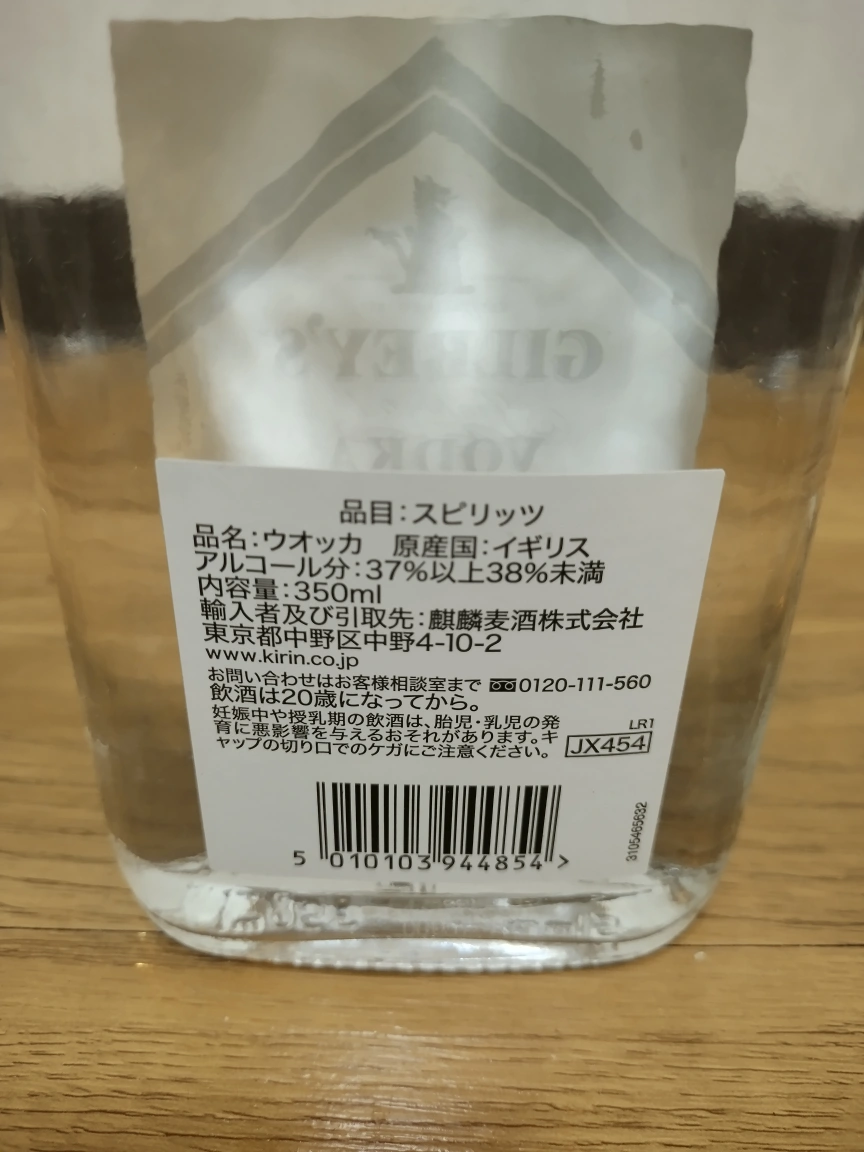 GILBEY'S
VODKA
品目：スピリッツ
品名：ウオッカ　原産国：イギリス
アルコール分：37%以上38%未満
内容量：350ml
輸入者及び引取先：麒麟麦酒株式会社
東京都中野区中野4-10-2
www.kirin.co.jp
お問い合わせはお客様相談室まで 0120-111-560
飲酒は20歳になってから。
妊娠中や授乳期の飲酒は、胎児・乳児の発
育に悪影響を与えるおそれがあります。キ
ャップの切り口でのケガにご注意ください。
LR1
JX454
3105465632
5 010103 944854 >